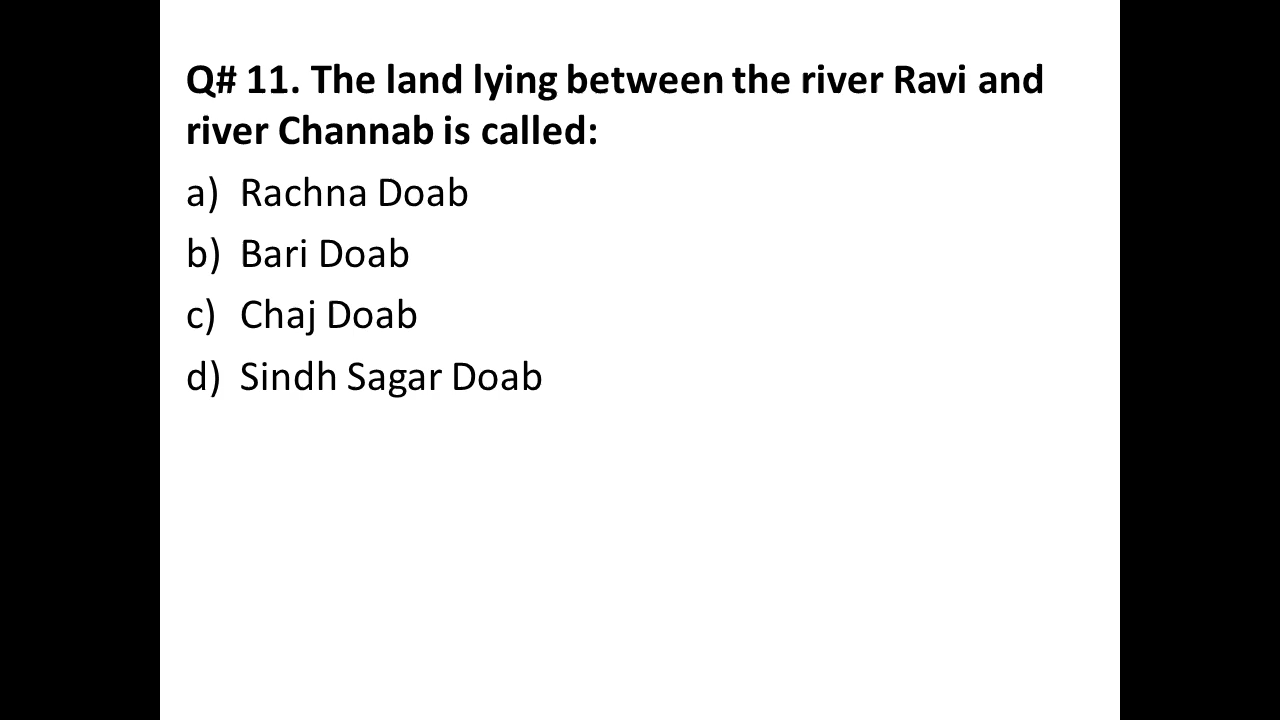 Q# 11. The land lying between the river Ravi and
river Channab is called:
a) Rachna Doab
b) Bari Doab
c) Chaj Doab
d) Sindh Sagar Doab